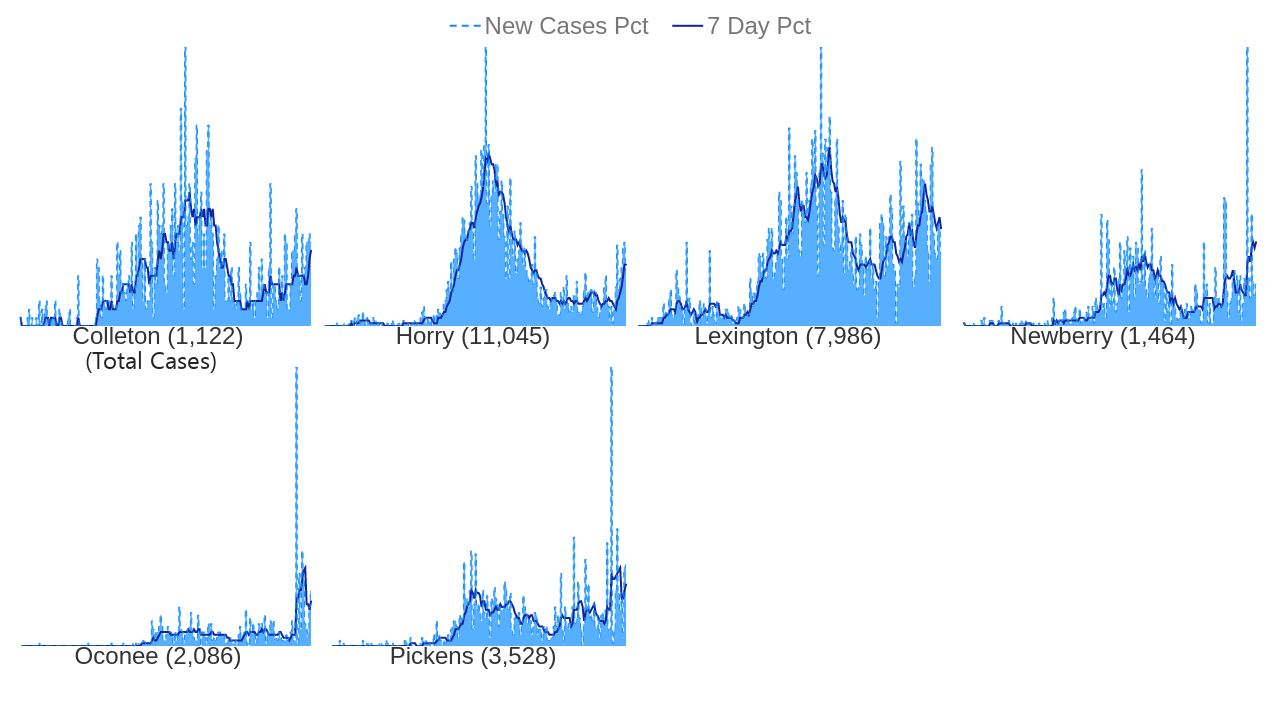 New Cases Pct 7 Day Pct
Colleton (1,122) Horry (11,045) Lexington (7,986) Newberry (1,464)
(Total Cases)
Oconee (2,086) Pickens (3,528)